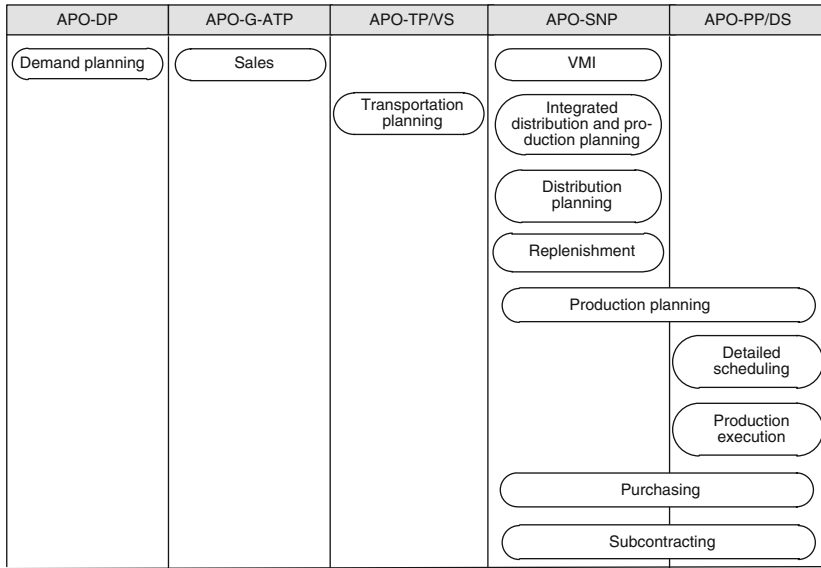 APO-DP APO-G-ATP APO-TP/VS APO-SNP APO-PP/DS
Demand planning
Sales
VMI
Transportation
planning
Integrated
distribution and pro-
duction planning
Distribution
planning
Replenishment
Production planning
Detailed
scheduling
Production
execution
Purchasing
Subcontracting